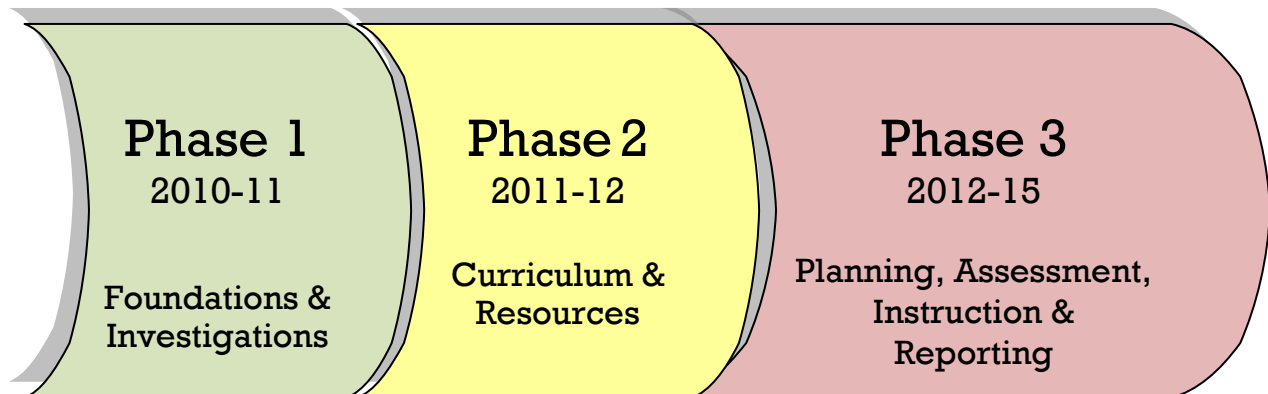 Phase 1
2010-11
Foundations &
Investigations
Phase 2
2011-12
Curriculum &
Resources
Phase 3
2012-15
Planning, Assessment,
Instruction &
Reporting